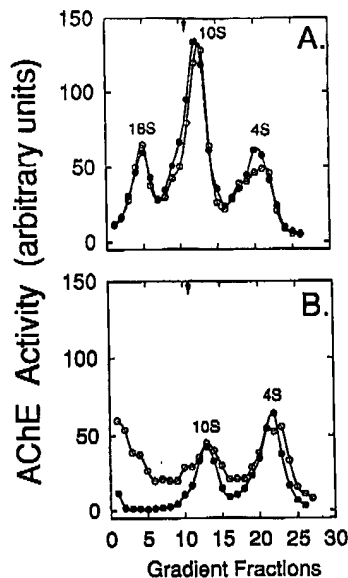 AChE Activity (arbitrary units)
150
100
50
0
A.
16S
10S
4S
150
100
50
0
B.
10S
4S
0 5 10 15 20 25 30
Gradient Fractions